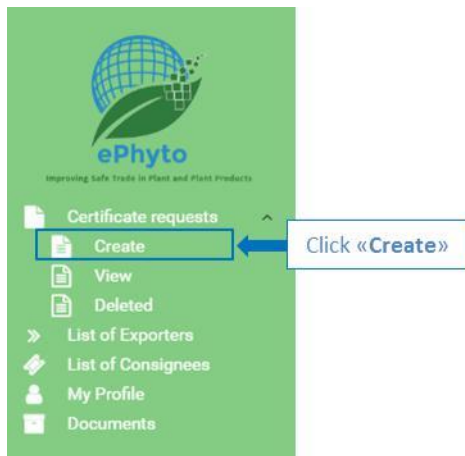 ePhyto
Improving Safe Trade in Plant and Plant Products
Certificate requests
Create
Click «Create»
View
Deleted
List of Exporters
List of Consignees
My Profile
Documents